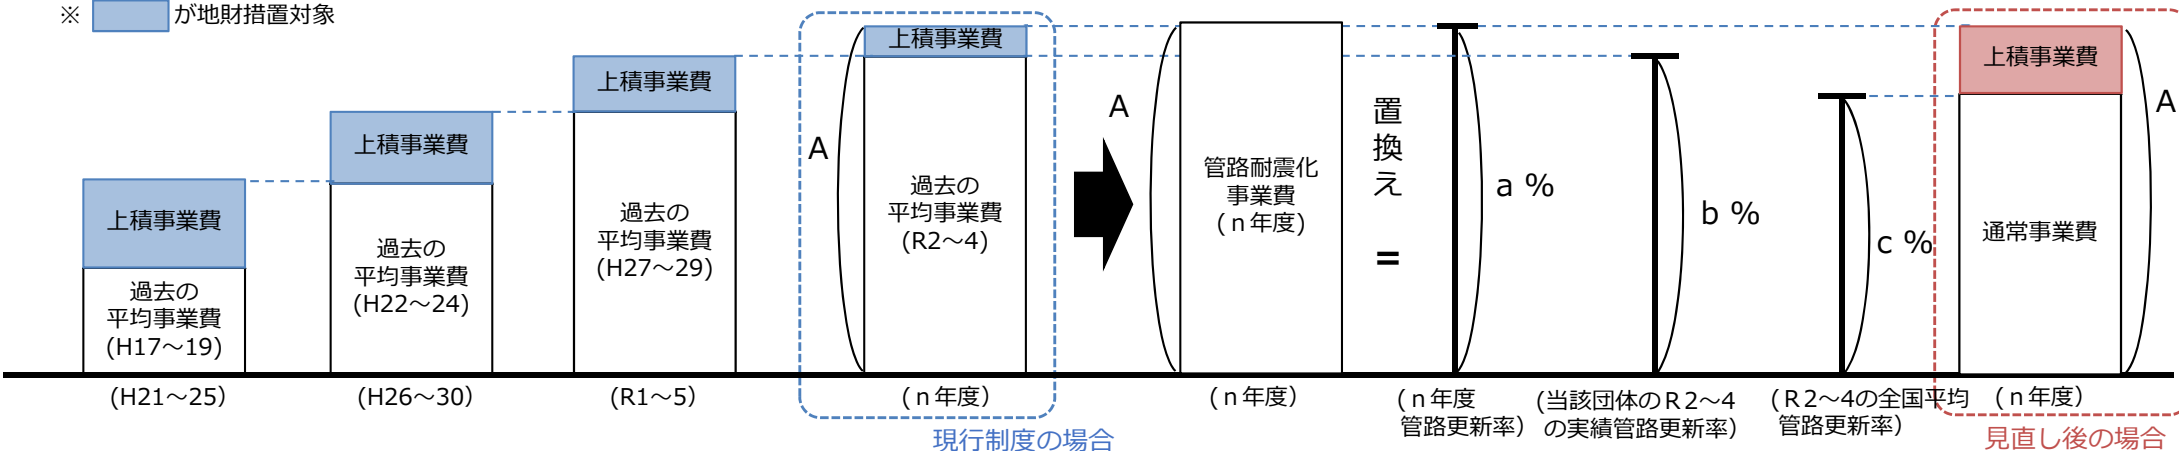 ※ が地財措置対象
上積事業費
過去の
平均事業費
(H17～19)
(H21～25)
上積事業費
過去の
平均事業費
(H22～24)
(H26～30)
上積事業費
過去の
平均事業費
(H27～29)
(R1～5)
A
上積事業費
過去の
平均事業費
(R2～4)
(ｎ年度)
現行制度の場合
A
管路耐震化
事業費
(ｎ年度)
(ｎ年度)
置
換
え
＝
a %
(ｎ年度
管路更新率)
b %
(当該団体のＲ2～4
の実績管路更新率)
c %
(Ｒ2～4の全国平均
管路更新率)
上積事業費
通常事業費
A
(ｎ年度)
見直し後の場合